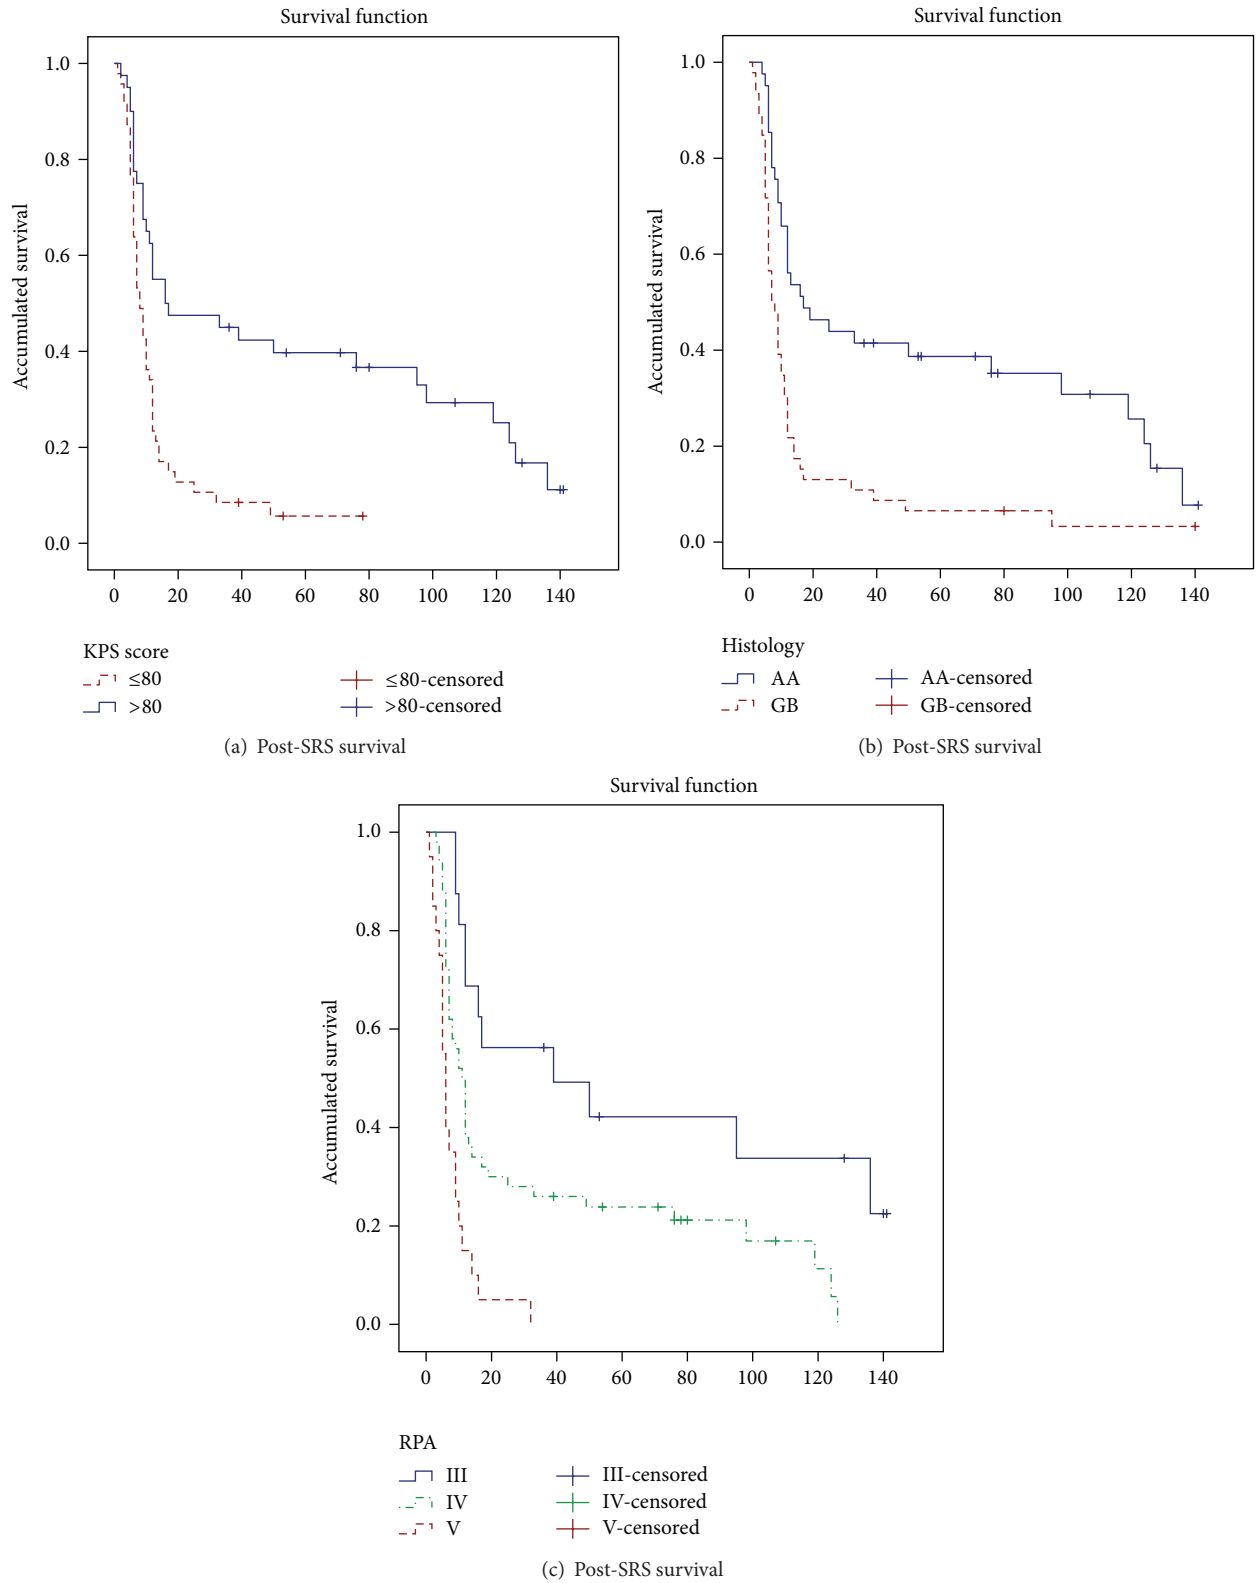 Survival function
Accumulated survival
1.0
0.8
0.6
0.4
0.2
0.0
0 20 40 60 80 100 120 140
KPS score
≤80 ≤80-censored
>80 >80-censored
(a) Post-SRS survival
Survival function
Accumulated survival
1.0
0.8
0.6
0.4
0.2
0.0
0 20 40 60 80 100 120 140
Histology
AA AA-censored
GB GB-censored
(b) Post-SRS survival
Survival function
Accumulated survival
1.0
0.8
0.6
0.4
0.2
0.0
0 20 40 60 80 100 120 140
RPA
III III-censored
IV IV-censored
V V-censored
(c) Post-SRS survival